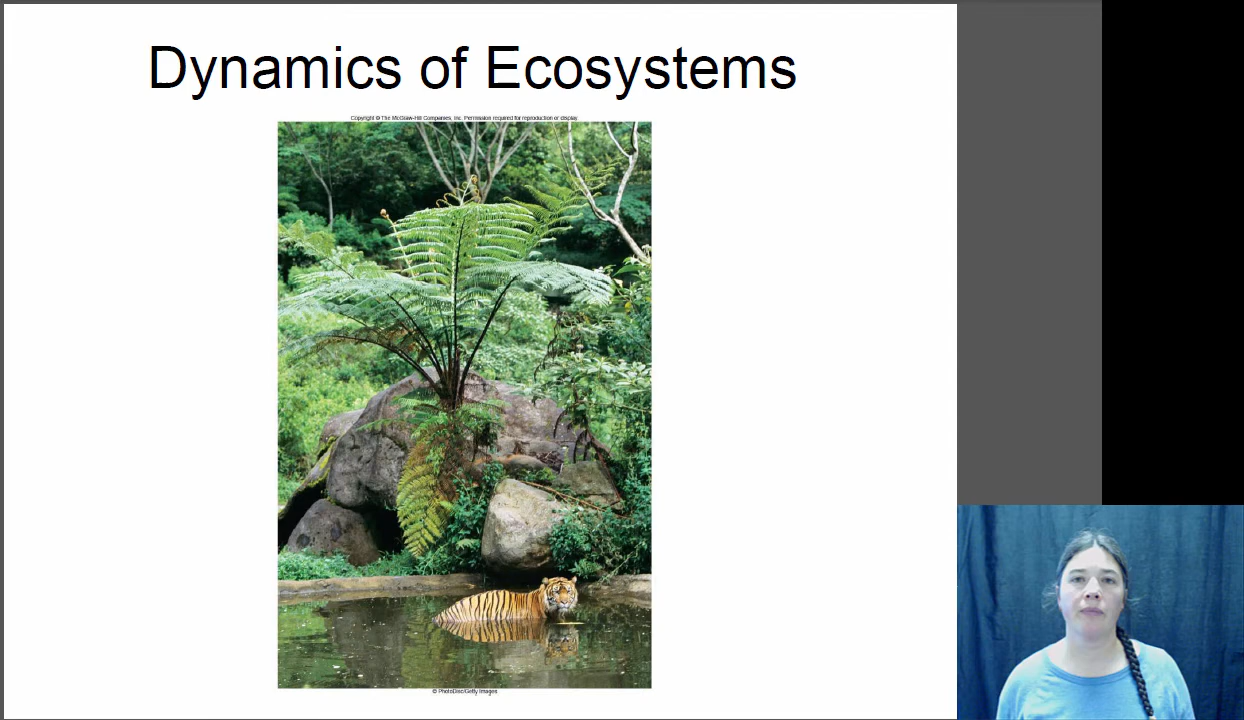 Dynamics of Ecosystems
Copyright © The McGraw-Hill Companies, Inc. Permission required for reproduction or display.
© PhotoDisc/Getty Images